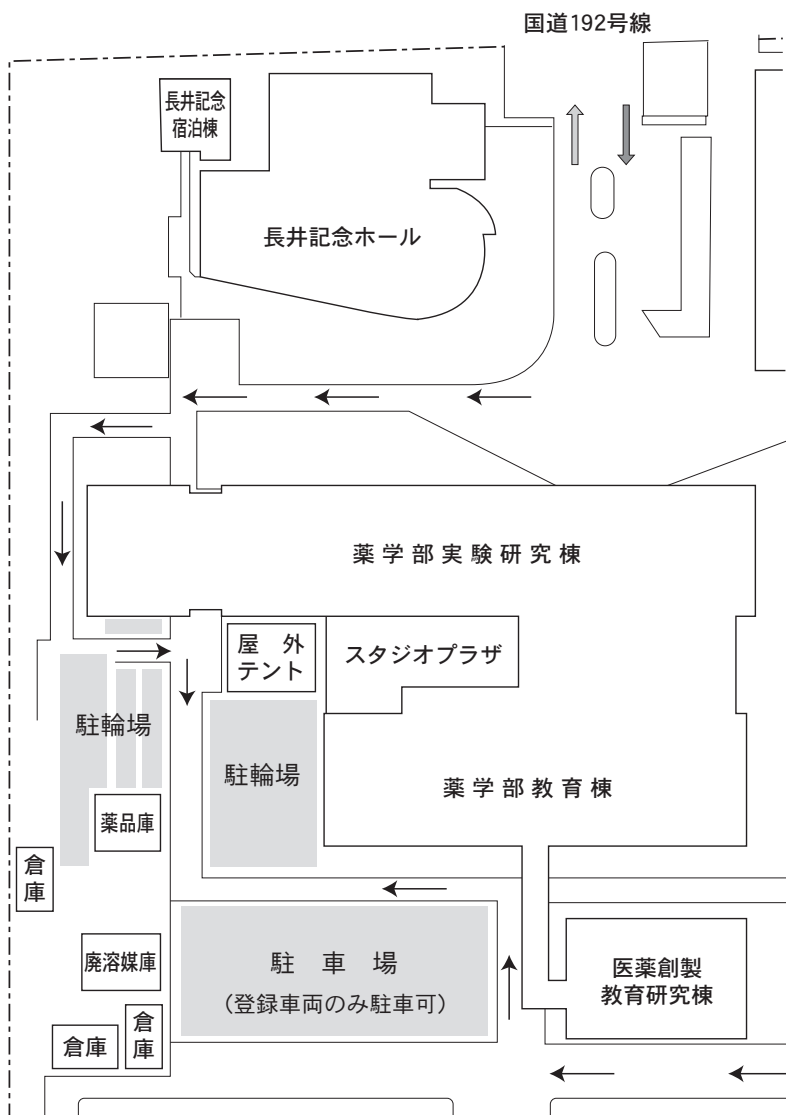 国道192号線
長井記念
宿泊棟
長井記念ホール
薬学部実験研究棟
屋外
テント
スタジオプラザ
駐輪場
駐輪場
薬学部教育棟
薬品庫
倉
庫
廃溶媒庫
駐車場
(登録車両のみ駐車可)
医薬創製
教育研究棟
倉
庫
倉庫